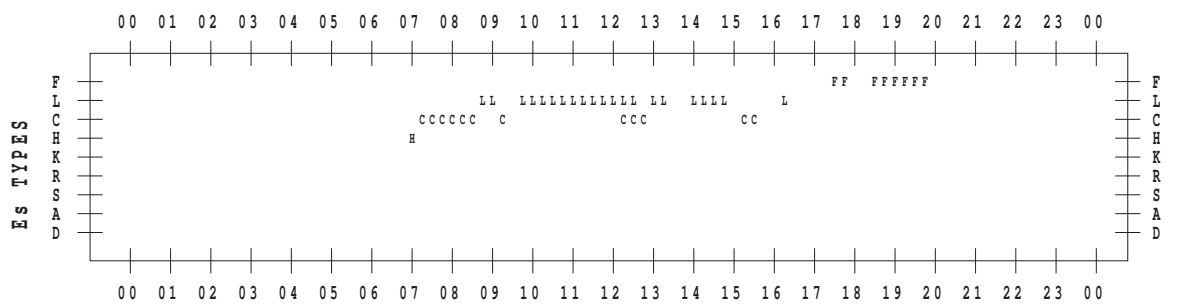 00 01 02 03 04 05 06 07 08 09 10 11 12 13 14 15 16 17 18 19 20 21 22 23 00
F FF FFFFFF F
L LL LLLLLLLLLLLL LL LLLL L L
C CCCCCC C CCC CC C
H H H
K K
R R
S S
A A
D D
Es TYPES
00 01 02 03 04 05 06 07 08 09 10 11 12 13 14 15 16 17 18 19 20 21 22 23 00